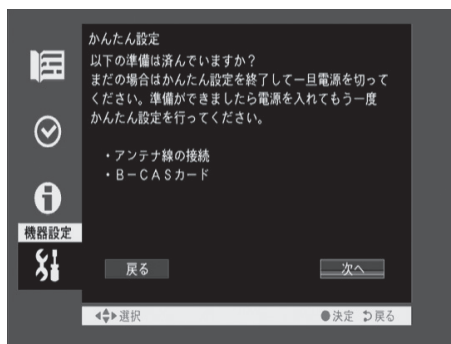 かんたん設定
以下の準備は済んでいますか？
まだの場合はかんたん設定を終了して一旦電源を切って
ください。準備ができましたら電源を入れてもう一度
かんたん設定を行ってください。
・アンテナ線の接続
・Ｂ－ＣＡＳカード
機器設定
戻る
次へ
選択
決定 戻る